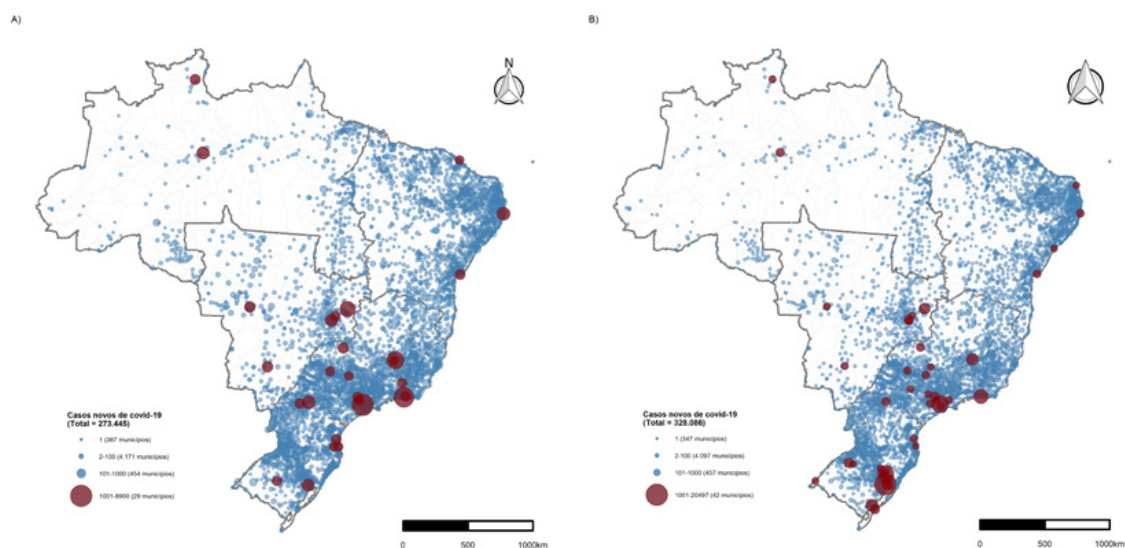 A)
B)
N
Casos novos de covid-19
(Total = 273.445)
1 (367 municípios)
2-100 (4.171 municípios)
101-1000 (454 municípios)
1001-8900 (29 municípios)
0 500 1000km
Casos novos de covid-19
(Total = 328.086)
1 (347 municípios)
2-100 (4.097 municípios)
101-1000 (457 municípios)
1001-20497 (42 municípios)
0 500 1000km